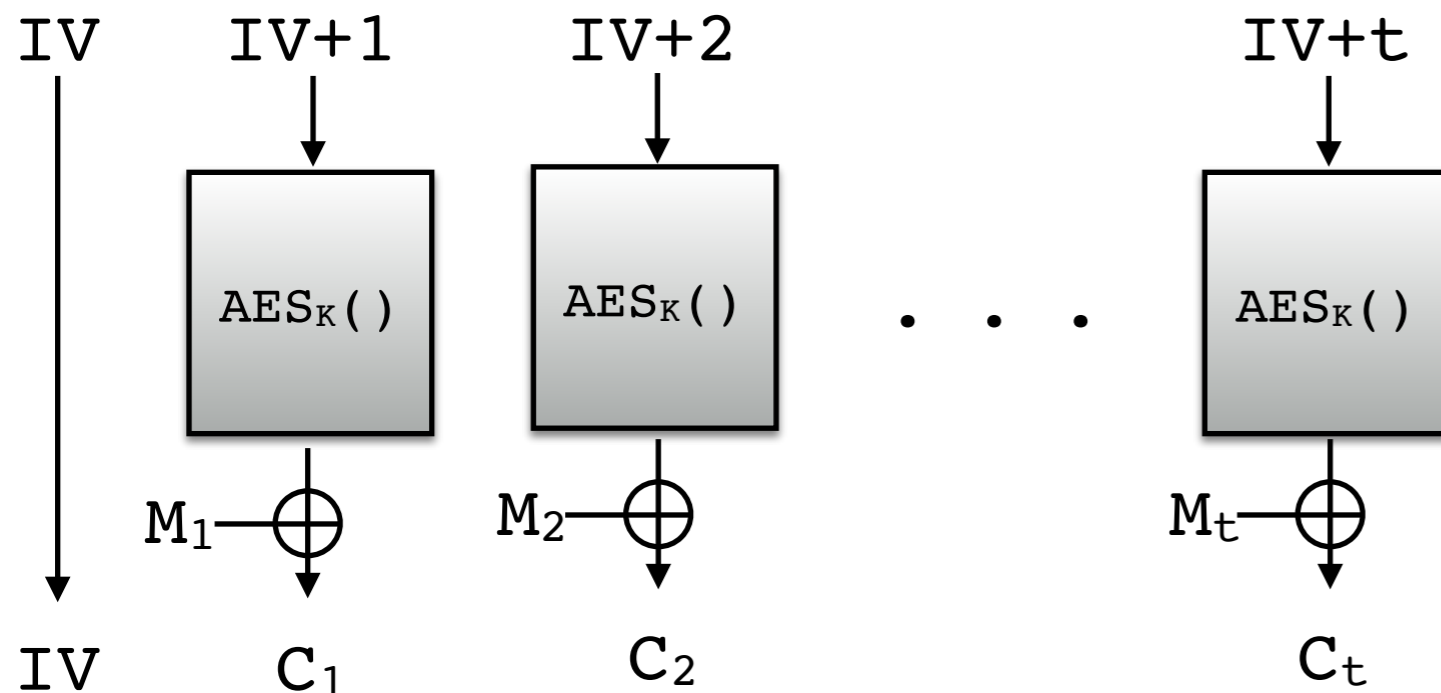 IV IV+1 IV+2 IV+t
AESK() AESK() . . . AESK()
M1 M2 Mt
IV C1 C2 Ct